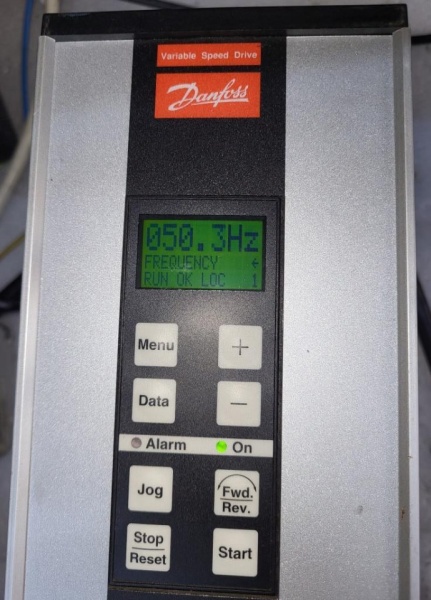 Variable Speed Drive
Danfoss
050.3Hz
FREQUENCY ←
RUN OK LOC 1
Menu +
Data —
Alarm On
Jog Fwd.
Rev.
Stop
Reset Start